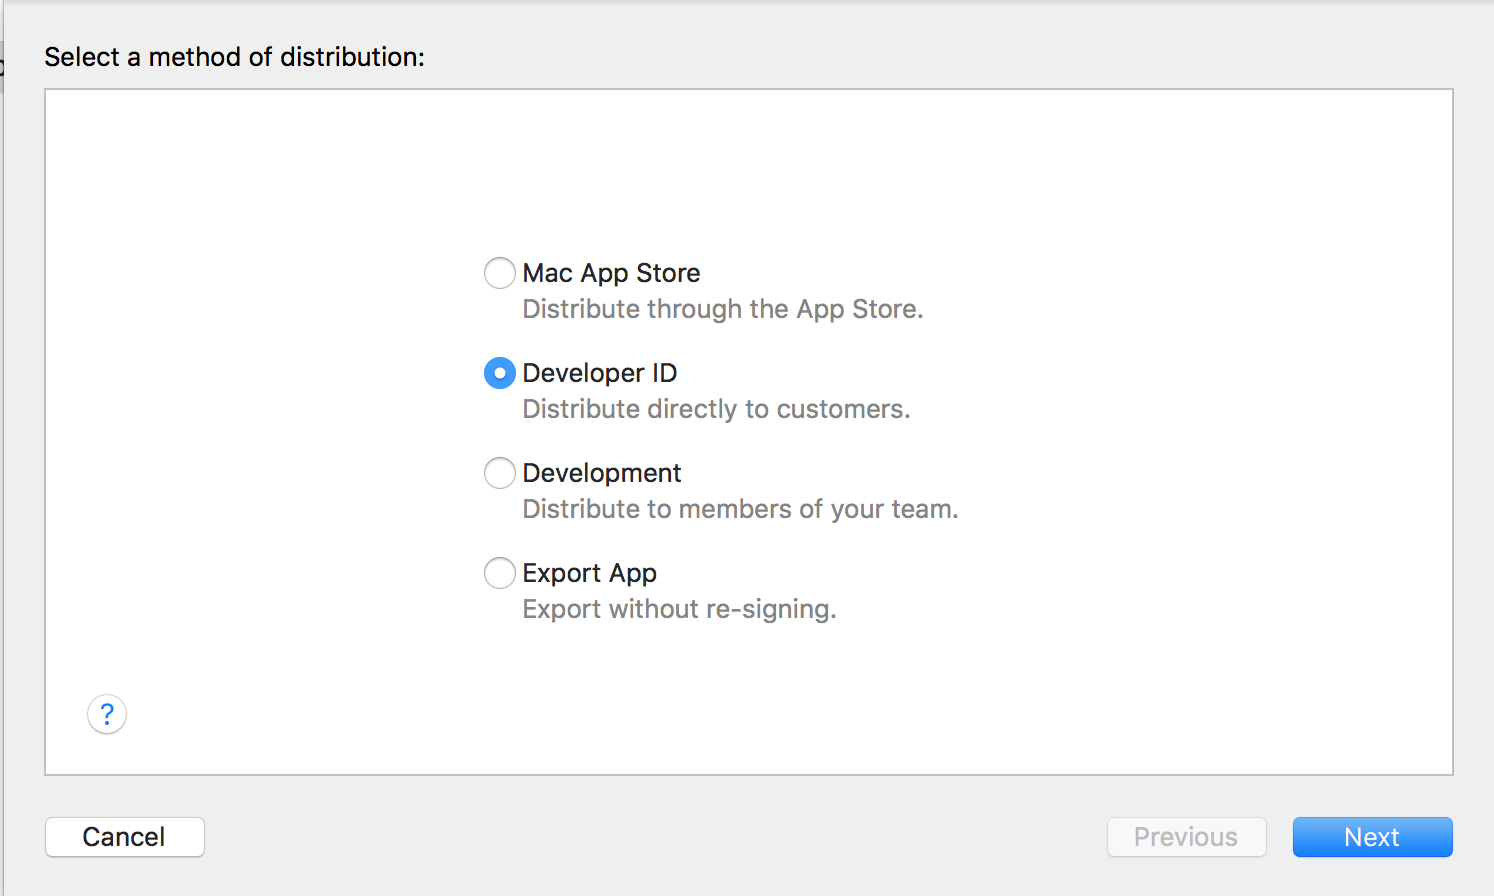 Select a method of distribution:
Mac App Store
Distribute through the App Store.
Developer ID
Distribute directly to customers.
Development
Distribute to members of your team.
Export App
Export without re-signing.
?
Cancel
Previous
Next